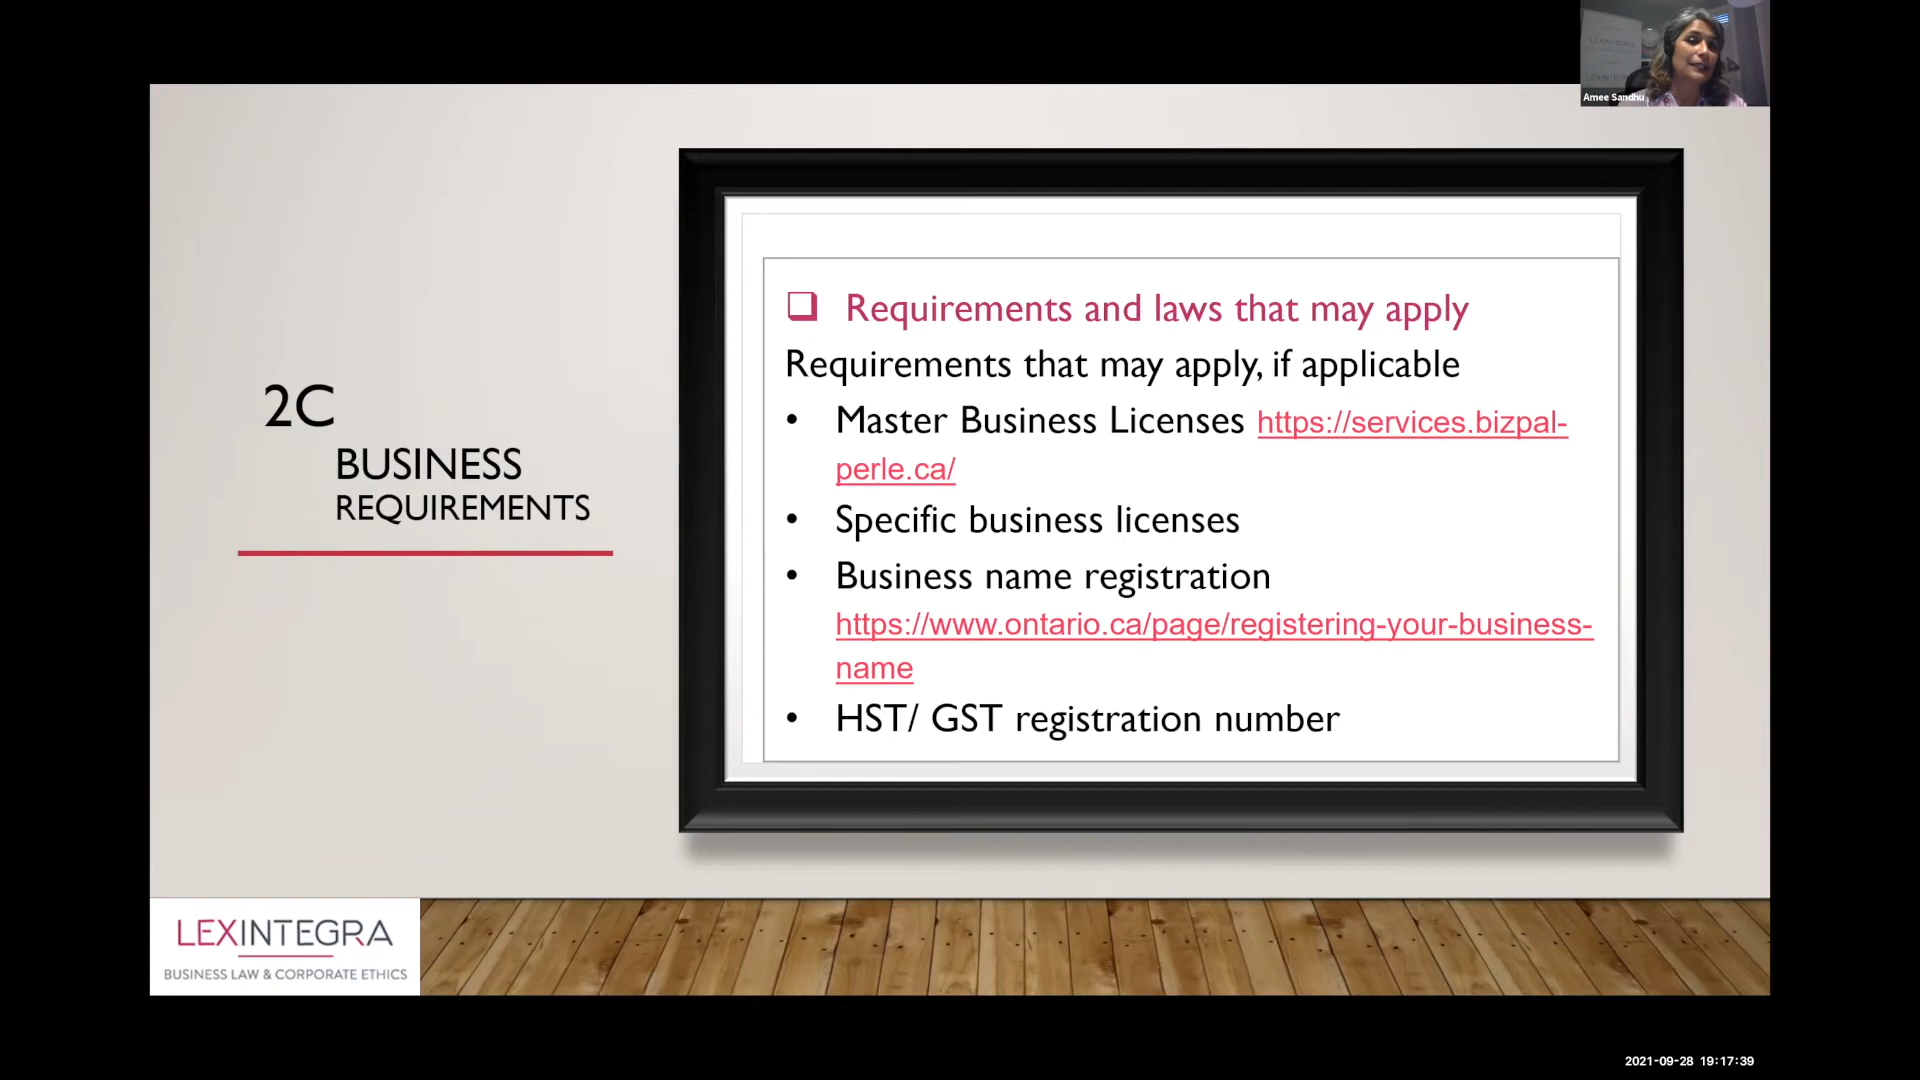 Amee Sandhu
2C
BUSINESS
REQUIREMENTS
❑ Requirements and laws that may apply
Requirements that may apply, if applicable
• Master Business Licenses https://services.bizpal-
perle.ca/
• Specific business licenses
• Business name registration
https://www.ontario.ca/page/registering-your-business-
name
• HST/ GST registration number
LEXINTEGRA
BUSINESS LAW & CORPORATE ETHICS
2021-09-28 19:17:39